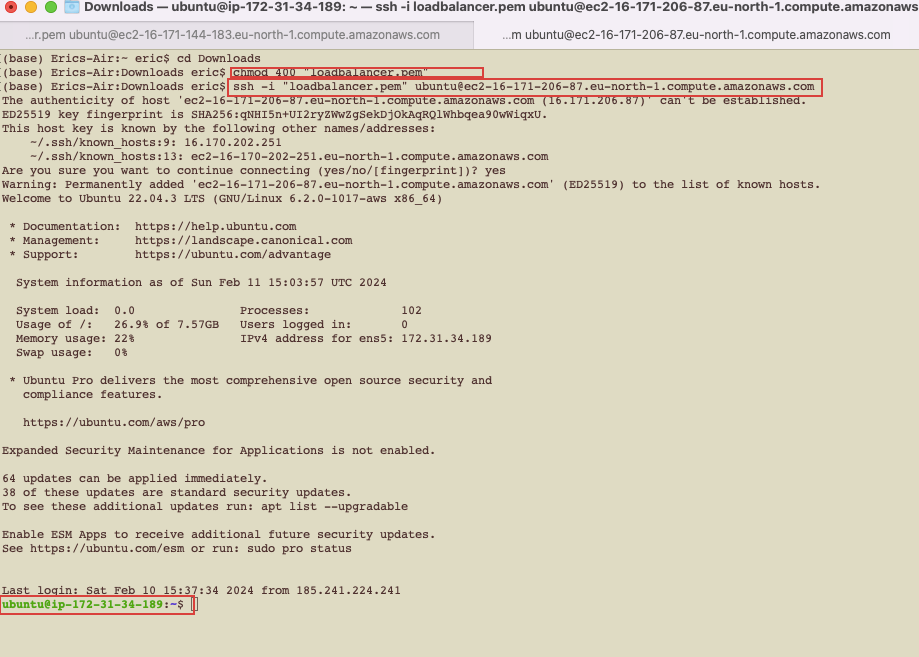 Downloads — ubuntu@ip-172-31-34-189: ~ — ssh -i loadbalancer.pem ubuntu@ec2-16-171-206-87.eu-north-1.compute.amazonaws
...r.pem ubuntu@ec2-16-171-144-183.eu-north-1.compute.amazonaws.com ...m ubuntu@ec2-16-171-206-87.eu-north-1.compute.amazonaws.com
[(base) Erics-Air:~ eric$ cd Downloads
[(base) Erics-Air:Downloads eric$ chmod 400 "loadbalancer.pem"
[(base) Erics-Air:Downloads eric$ ssh -i "loadbalancer.pem" ubuntu@ec2-16-171-206-87.eu-north-1.compute.amazonaws.com
The authenticity of host 'ec2-16-171-206-87.eu-north-1.compute.amazonaws.com (16.171.206.87)' can't be established.
ED25519 key fingerprint is SHA256:qNHI5n+UI2ryZWwZgSekDjOkAqRQlWhbqea90wWiqxU.
This host key is known by the following other names/addresses:
    ~/.ssh/known_hosts:9: 16.170.202.251
    ~/.ssh/known_hosts:13: ec2-16-170-202-251.eu-north-1.compute.amazonaws.com
Are you sure you want to continue connecting (yes/no/[fingerprint])? yes
Warning: Permanently added 'ec2-16-171-206-87.eu-north-1.compute.amazonaws.com' (ED25519) to the list of known hosts.
Welcome to Ubuntu 22.04.3 LTS (GNU/Linux 6.2.0-1017-aws x86_64)
 * Documentation:  https://help.ubuntu.com
 * Management:     https://landscape.canonical.com
 * Support:        https://ubuntu.com/advantage
  System information as of Sun Feb 11 15:03:57 UTC 2024
  System load:  0.0               Processes:             102
  Usage of /:   26.9% of 7.57GB   Users logged in:       0
  Memory usage: 22%               IPv4 address for ens5: 172.31.34.189
  Swap usage:   0%
 * Ubuntu Pro delivers the most comprehensive open source security and
   compliance features.
   https://ubuntu.com/aws/pro
Expanded Security Maintenance for Applications is not enabled.
64 updates can be applied immediately.
38 of these updates are standard security updates.
To see these additional updates run: apt list --upgradable
Enable ESM Apps to receive additional future security updates.
See https://ubuntu.com/esm or run: sudo pro status
Last login: Sat Feb 10 15:37:34 2024 from 185.241.224.241
ubuntu@ip-172-31-34-189:~$